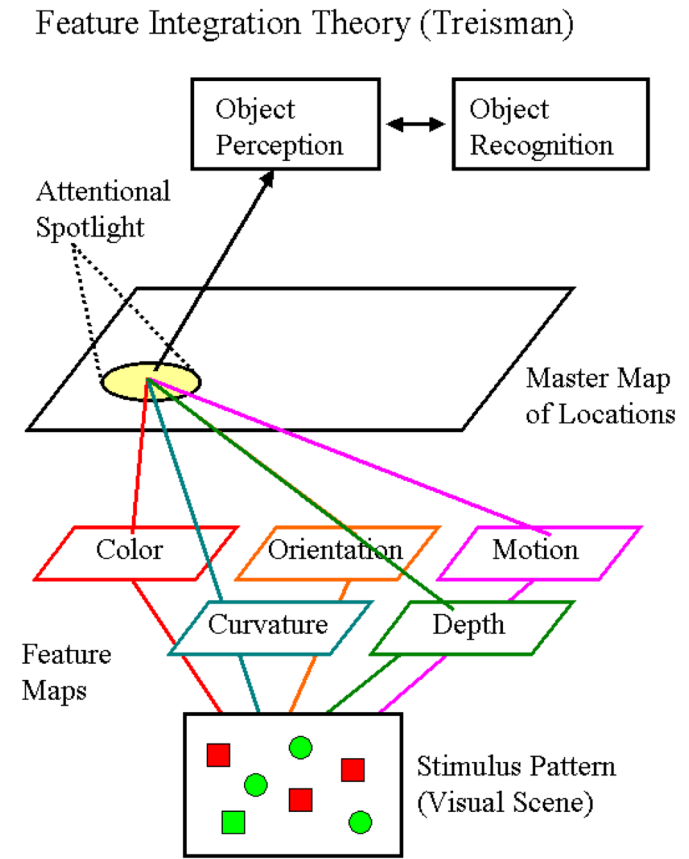 Feature Integration Theory (Treisman)
Object
Perception
Object
Recognition
Attentional
Spotlight
Master Map
of Locations
Color
Orientation
Motion
Curvature
Depth
Feature
Maps
Stimulus Pattern
(Visual Scene)